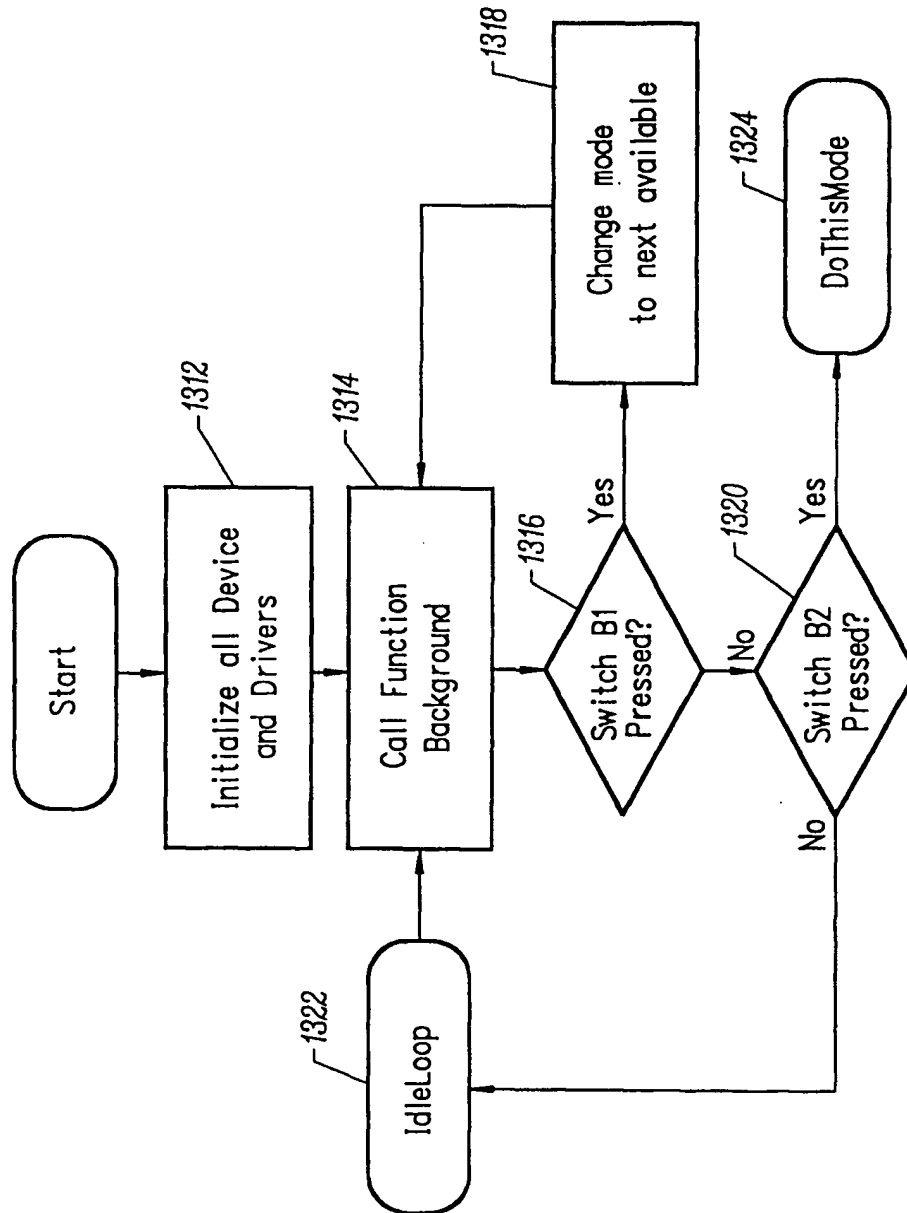 Start
1312
Initialize all Device
and Drivers
1322
IdleLoop
1314
Call Function
Background
1318
Change mode
to next available
1316
Switch B1
Pressed?
Yes
No
1320
Switch B2
Pressed?
Yes
No
1324
DoThisMode